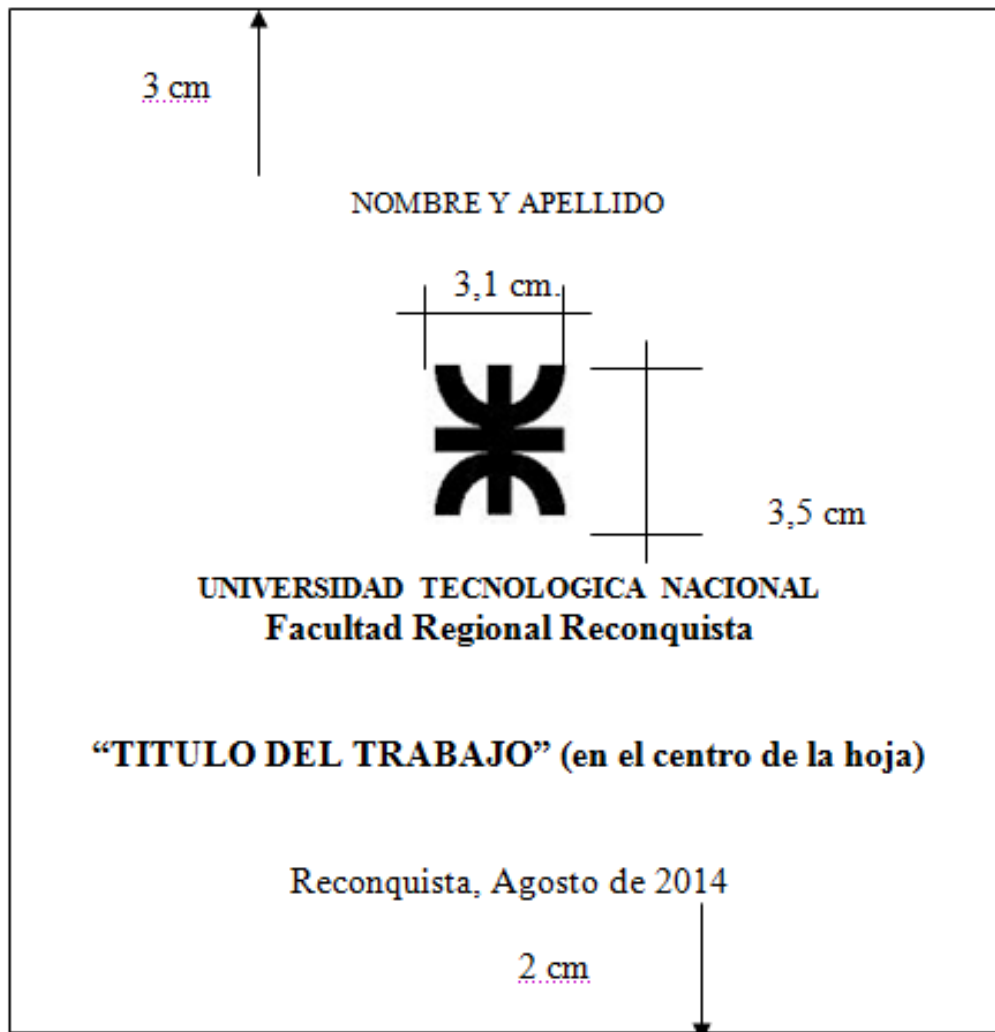 3 cm
NOMBRE Y APELLIDO
3,1 cm.
3,5 cm
UNIVERSIDAD TECNOLOGICA NACIONAL
Facultad Regional Reconquista
“TITULO DEL TRABAJO” (en el centro de la hoja)
Reconquista, Agosto de 2014
2 cm